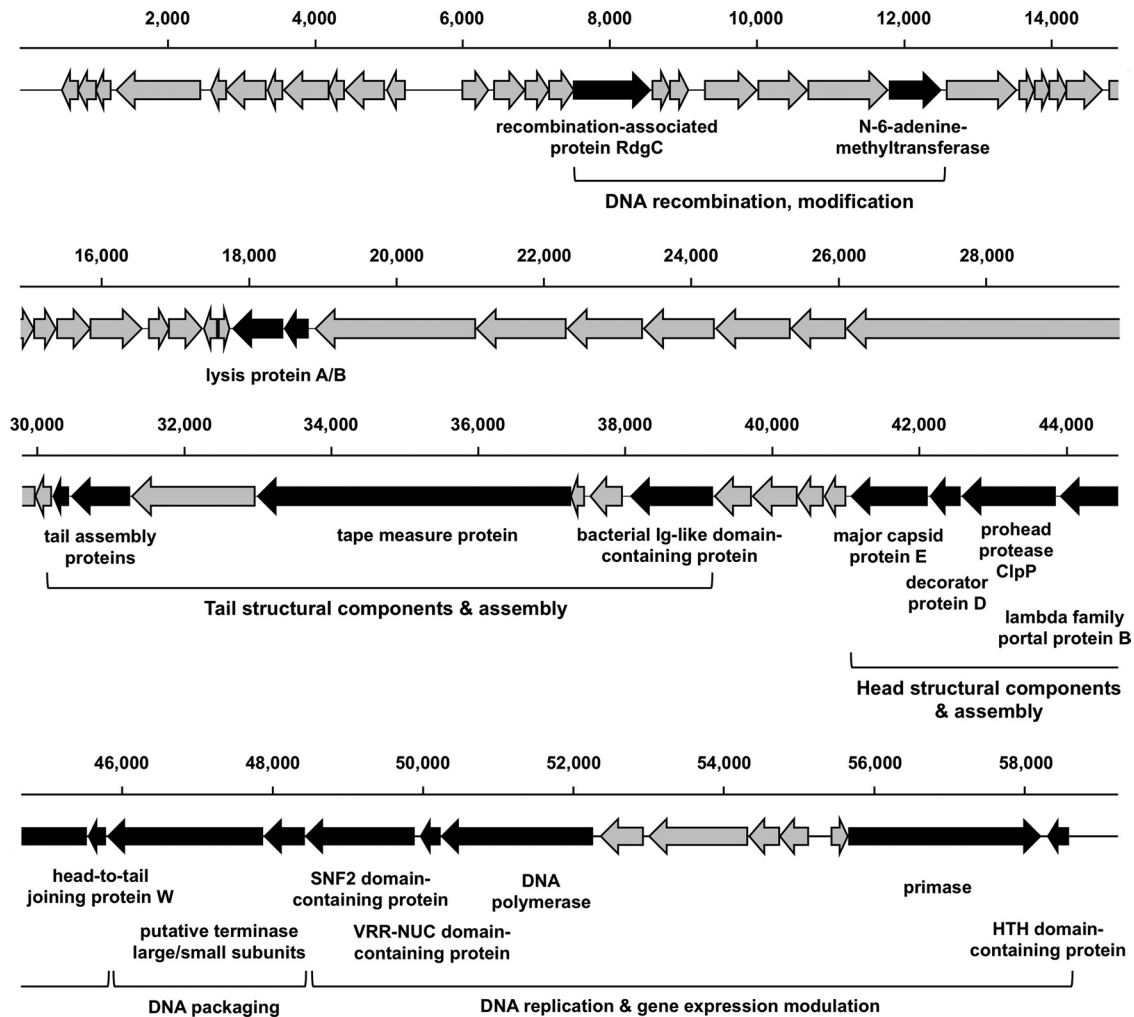 2,000 4,000 6,000 8,000 10,000 12,000 14,000
recombination-associated
protein RdgC
N-6-adenine-
methyltransferase
DNA recombination, modification
16,000 18,000 20,000 22,000 24,000 26,000 28,000
lysis protein A/B
30,000 32,000 34,000 36,000 38,000 40,000 42,000 44,000
tail assembly
proteins
tape measure protein
bacterial Ig-like domain-
containing protein
major capsid
protein E
prohead
protease
ClpP
decorator
protein D
lambda family
portal protein B
Tail structural components & assembly
Head structural components
& assembly
46,000 48,000 50,000 52,000 54,000 56,000 58,000
head-to-tail
joining protein W
SNF2 domain-
containing protein
DNA
polymerase
primase
putative terminase
large/small subunits
VRR-NUC domain-
containing protein
HTH domain-
containing protein
DNA packaging
DNA replication & gene expression modulation